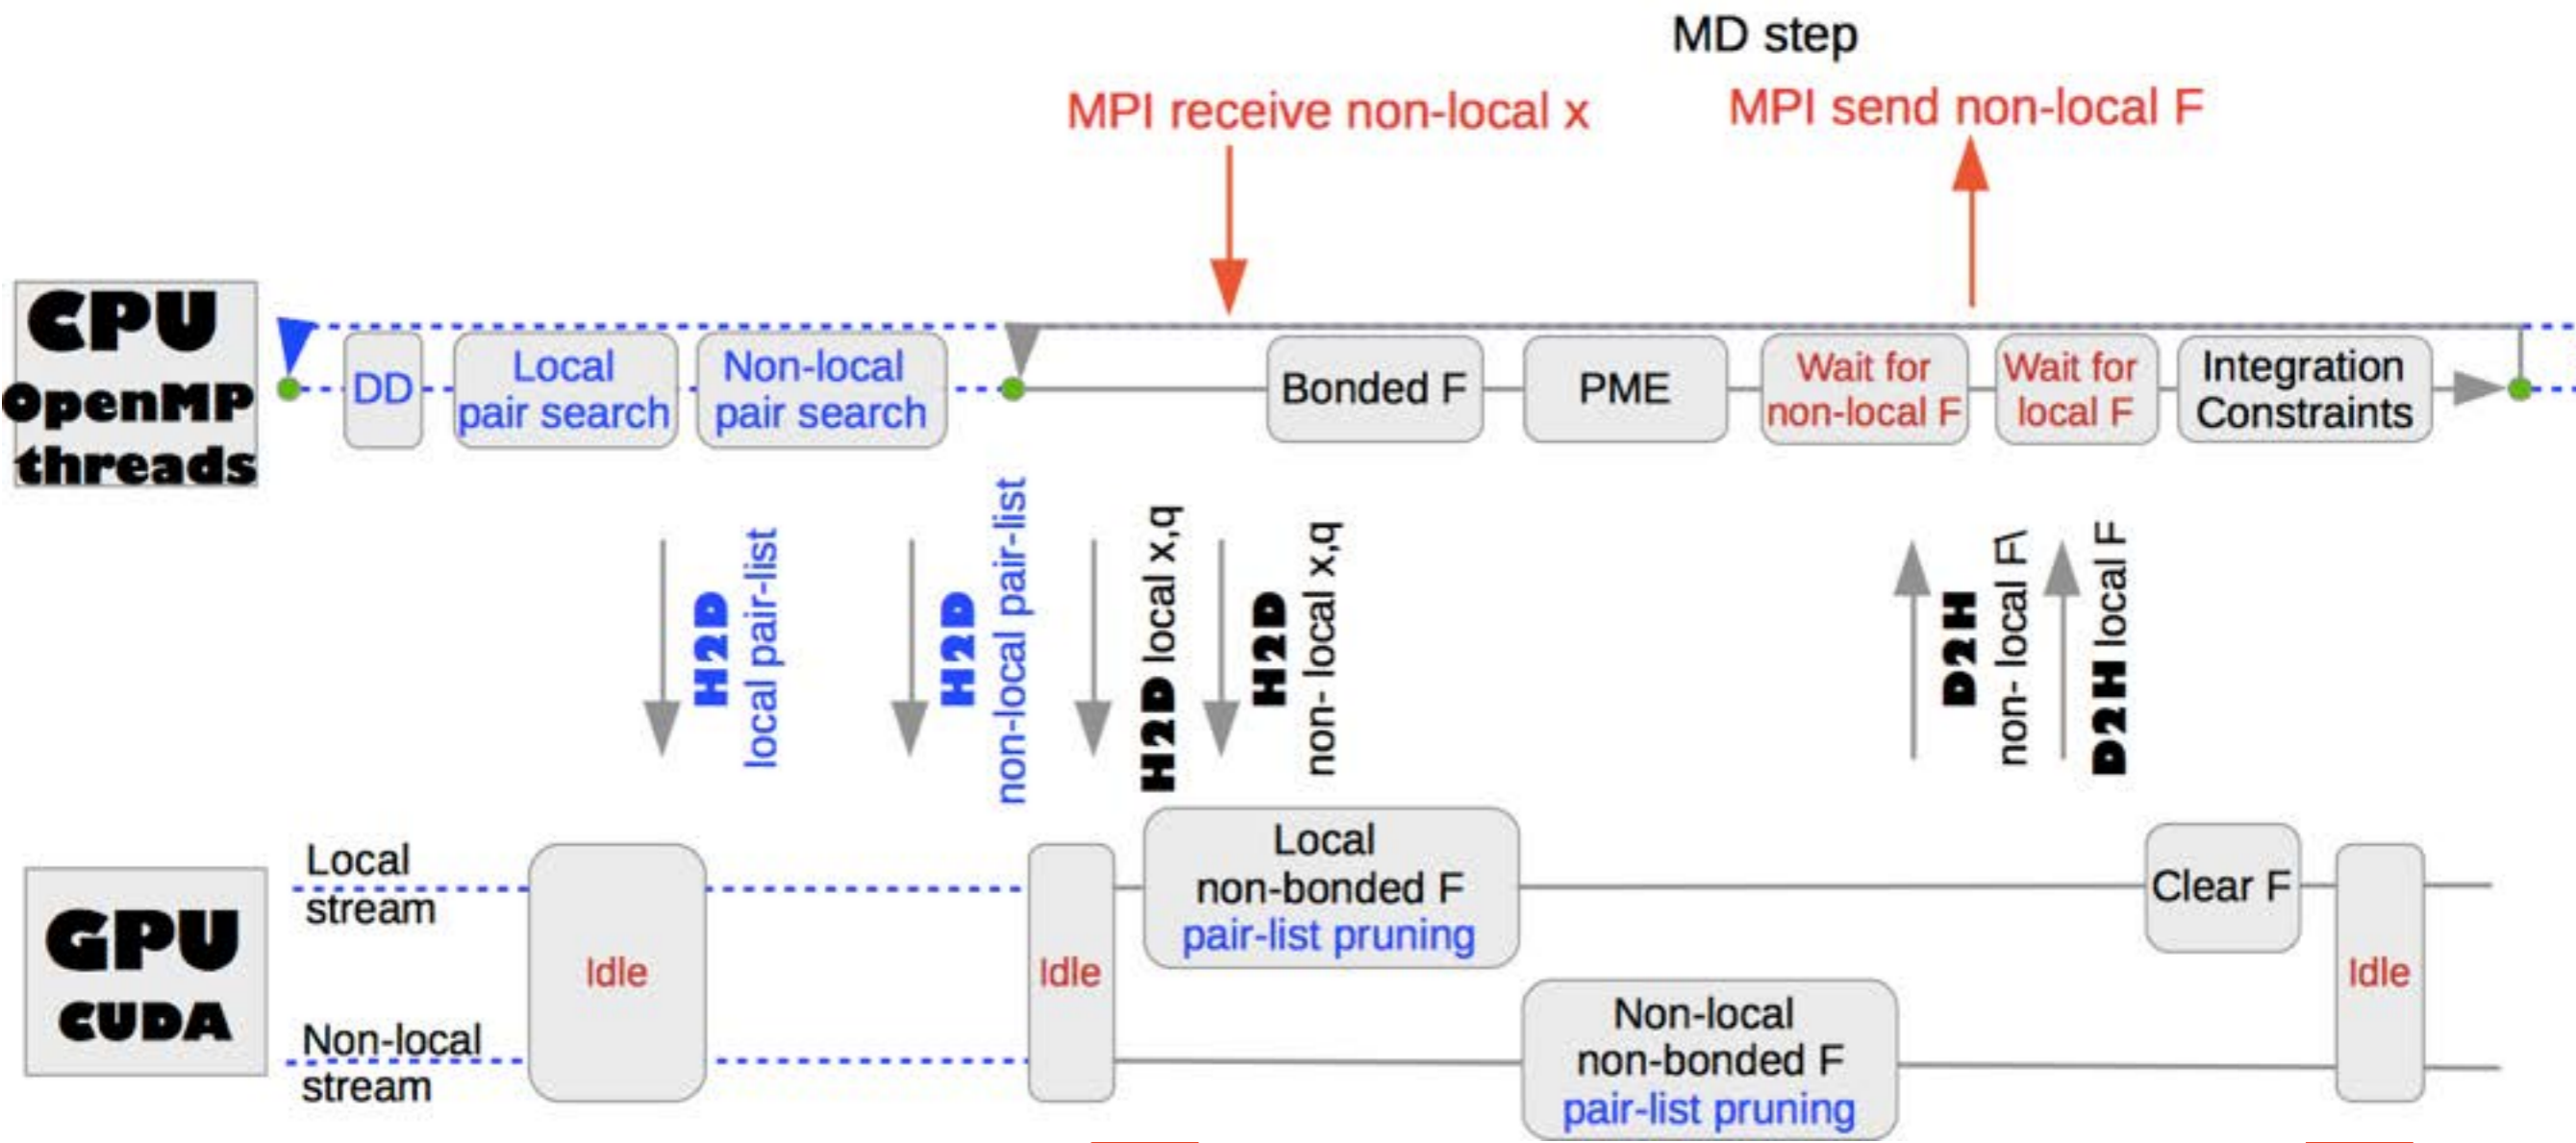 MD step
MPI receive non-local x
MPI send non-local F
CPU
OpenMP
threads
DD
Local
pair search
Non-local
pair search
Bonded F
PME
Wait for
non-local F
Wait for
local F
Integration
Constraints
H2D
local pair-list
H2D
non-local pair-list
H2D local x,q
H2D
non- local x,q
D2H
non- local F\
D2H local F
GPU
CUDA
Local
stream
Non-local
stream
Idle
Idle
Local
non-bonded F
pair-list pruning
Non-local
non-bonded F
pair-list pruning
Clear F
Idle